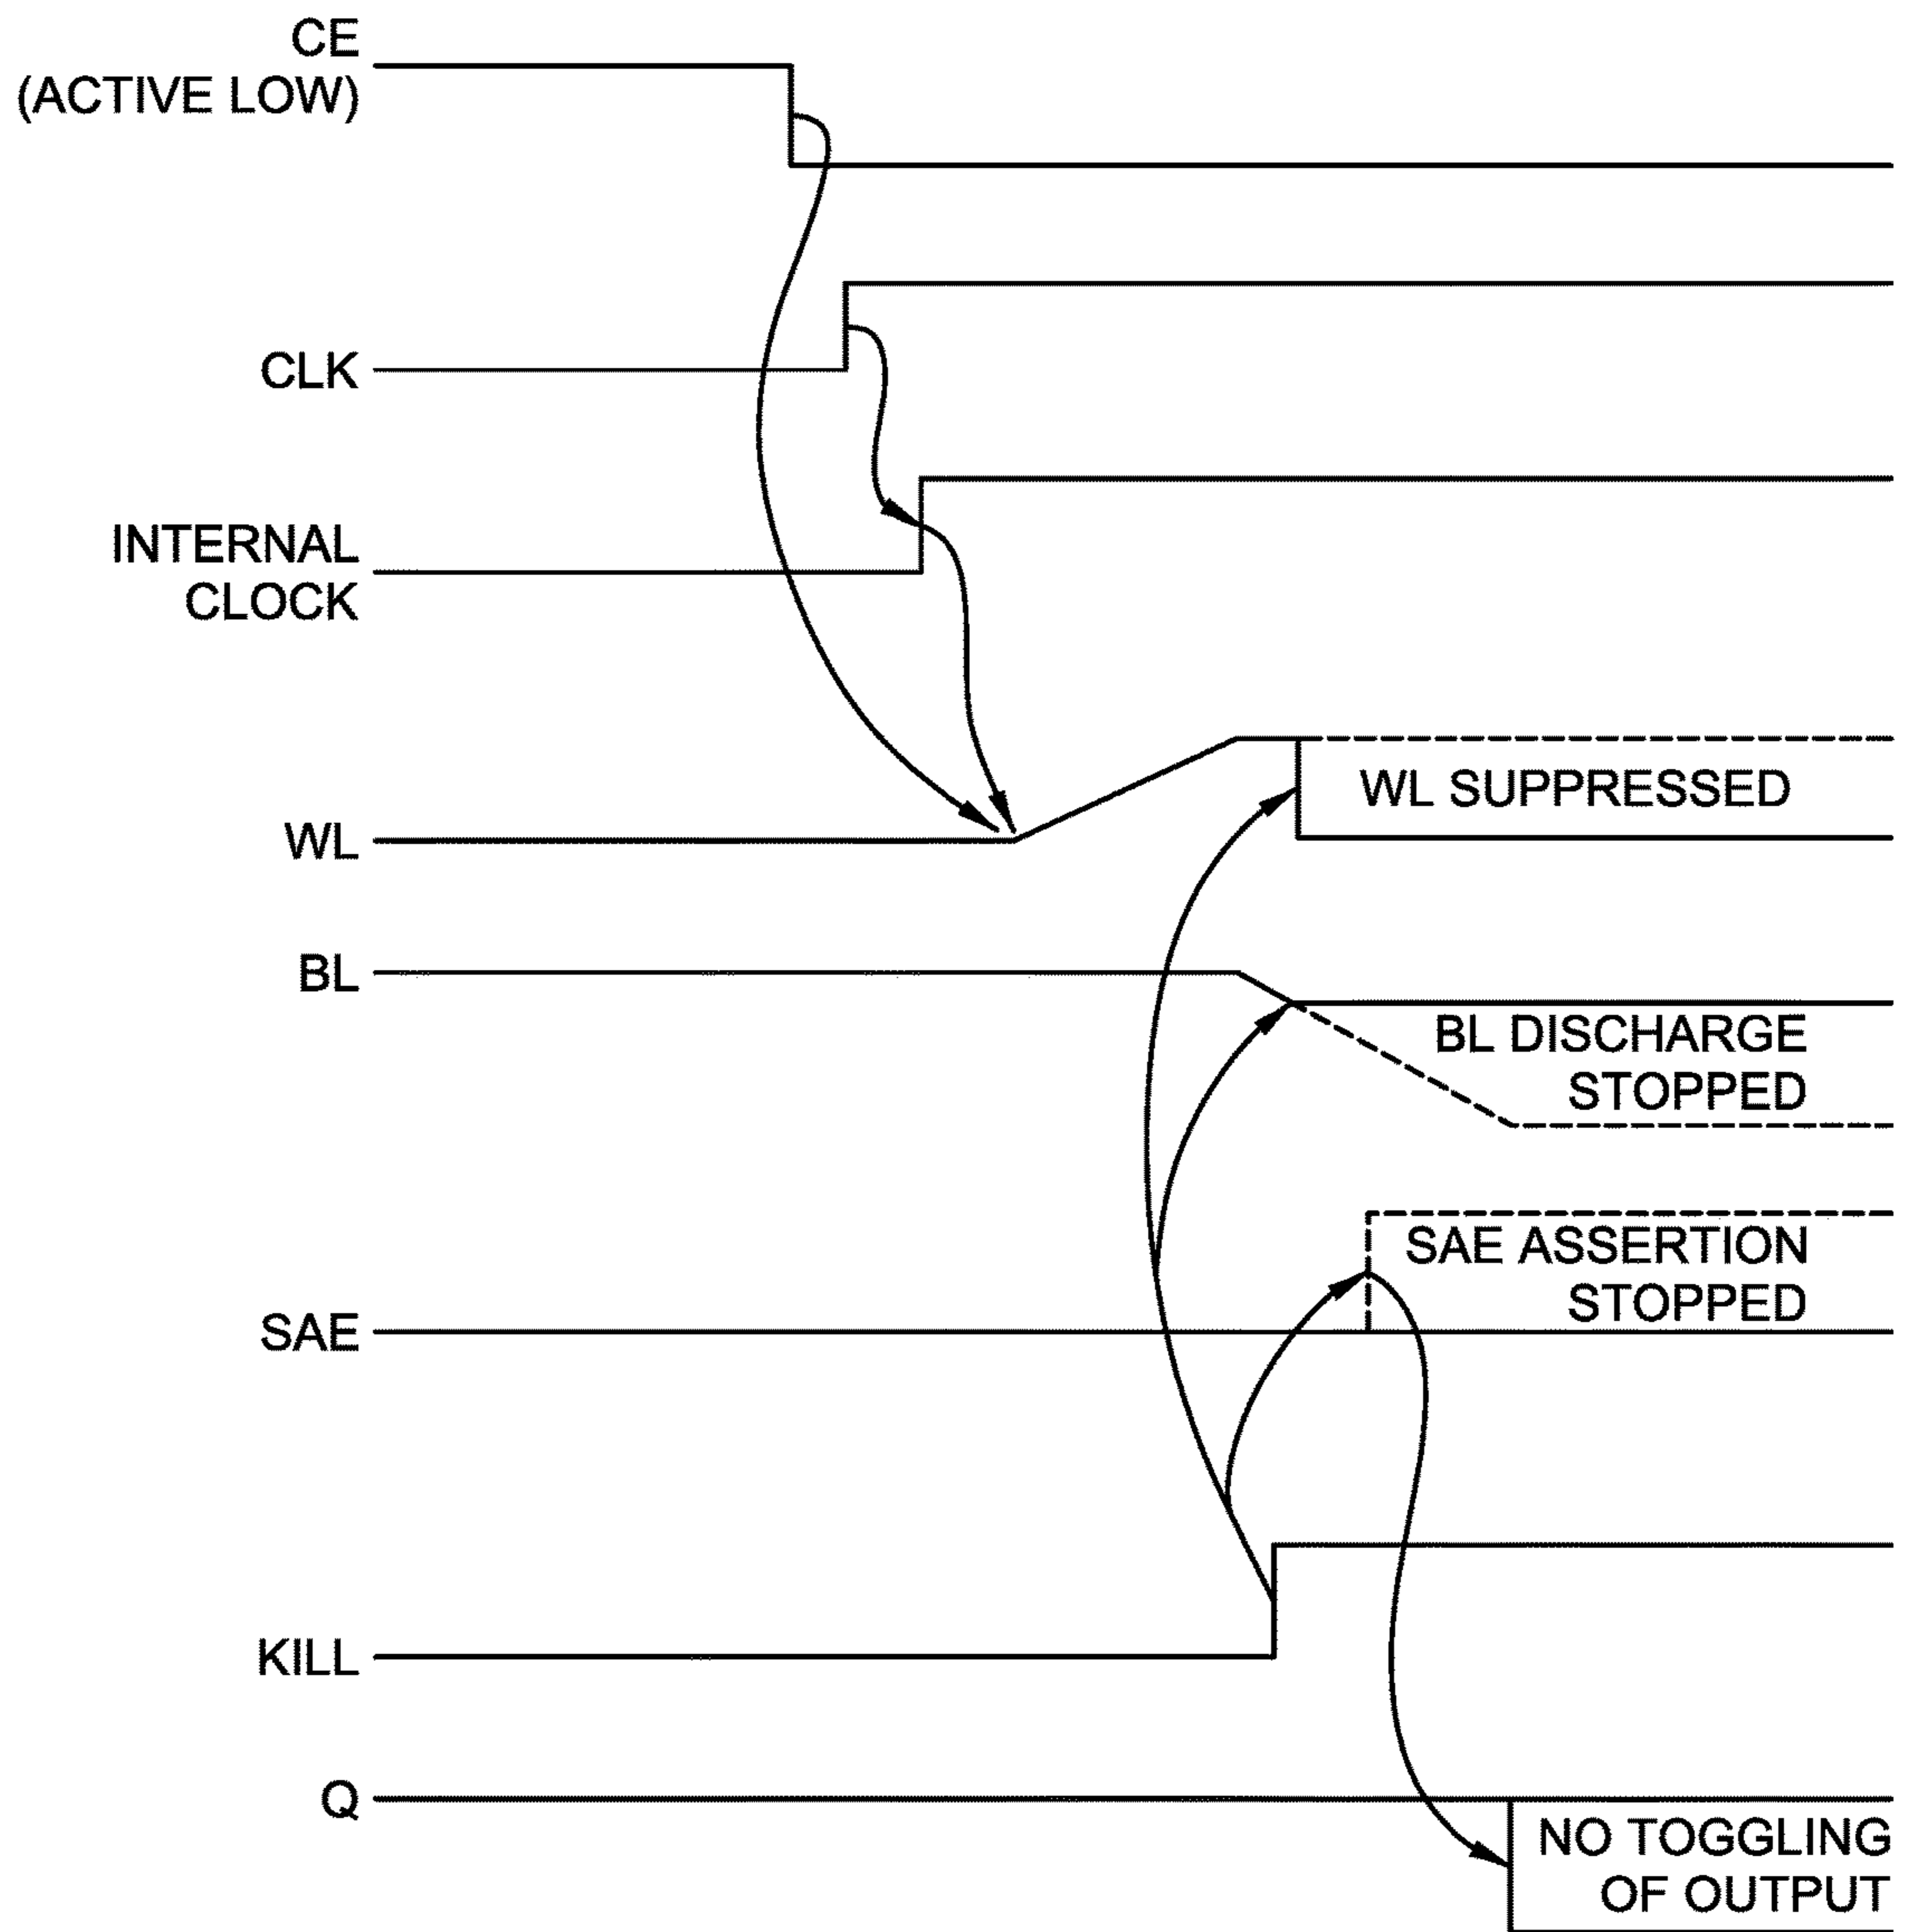 CE
(ACTIVE LOW)
CLK
INTERNAL
CLOCK
WL
WL SUPPRESSED
BL
BL DISCHARGE
STOPPED
SAE ASSERTION
STOPPED
SAE
KILL
Q
NO TOGGLING
OF OUTPUT